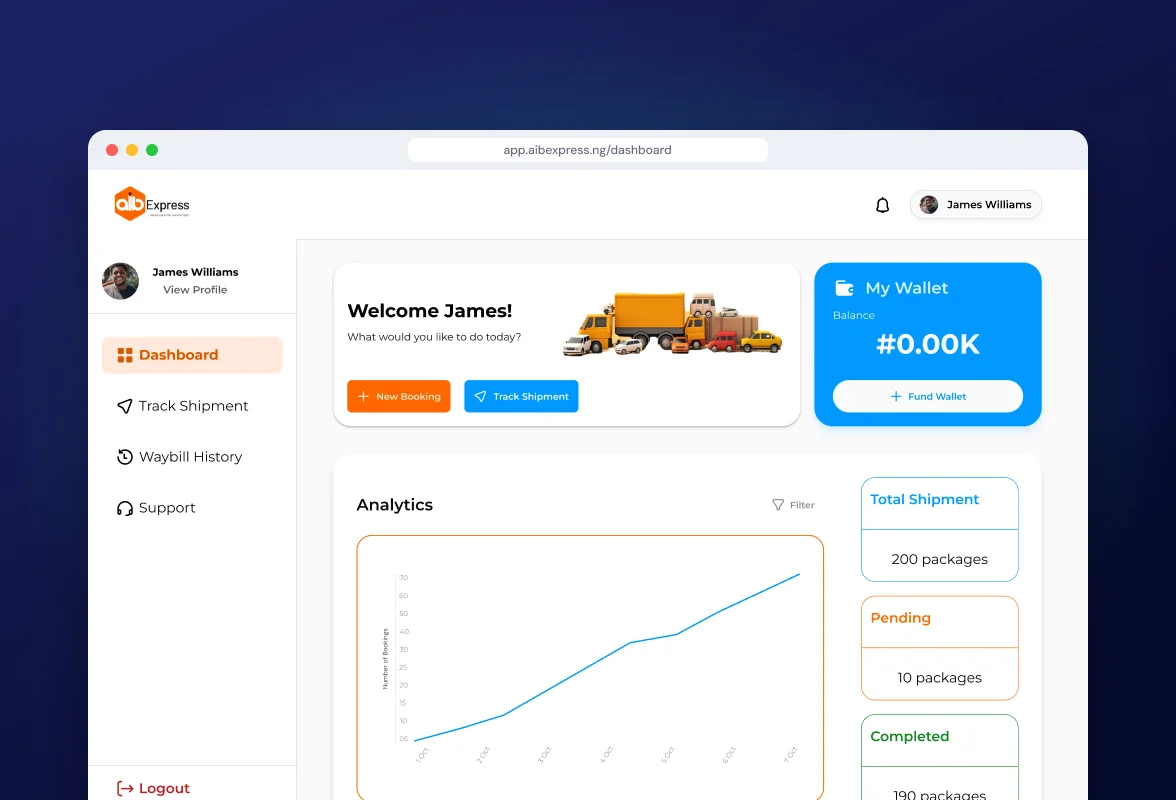 app.aibexpress.ng/dashboard
aib Express
James Williams
James Williams
View Profile
Dashboard
Track Shipment
Waybill History
Support
Logout
Welcome James!
What would you like to do today?
New Booking
Track Shipment
My Wallet
Balance
#0.00K
Fund Wallet
Analytics
Filter
Number of Bookings
70
60
50
40
30
25
20
15
10
05
1 Oct
2 Oct
3 Oct
4 Oct
5 Oct
6 Oct
7 Oct
Total Shipment
200 packages
Pending
10 packages
Completed
190 packages